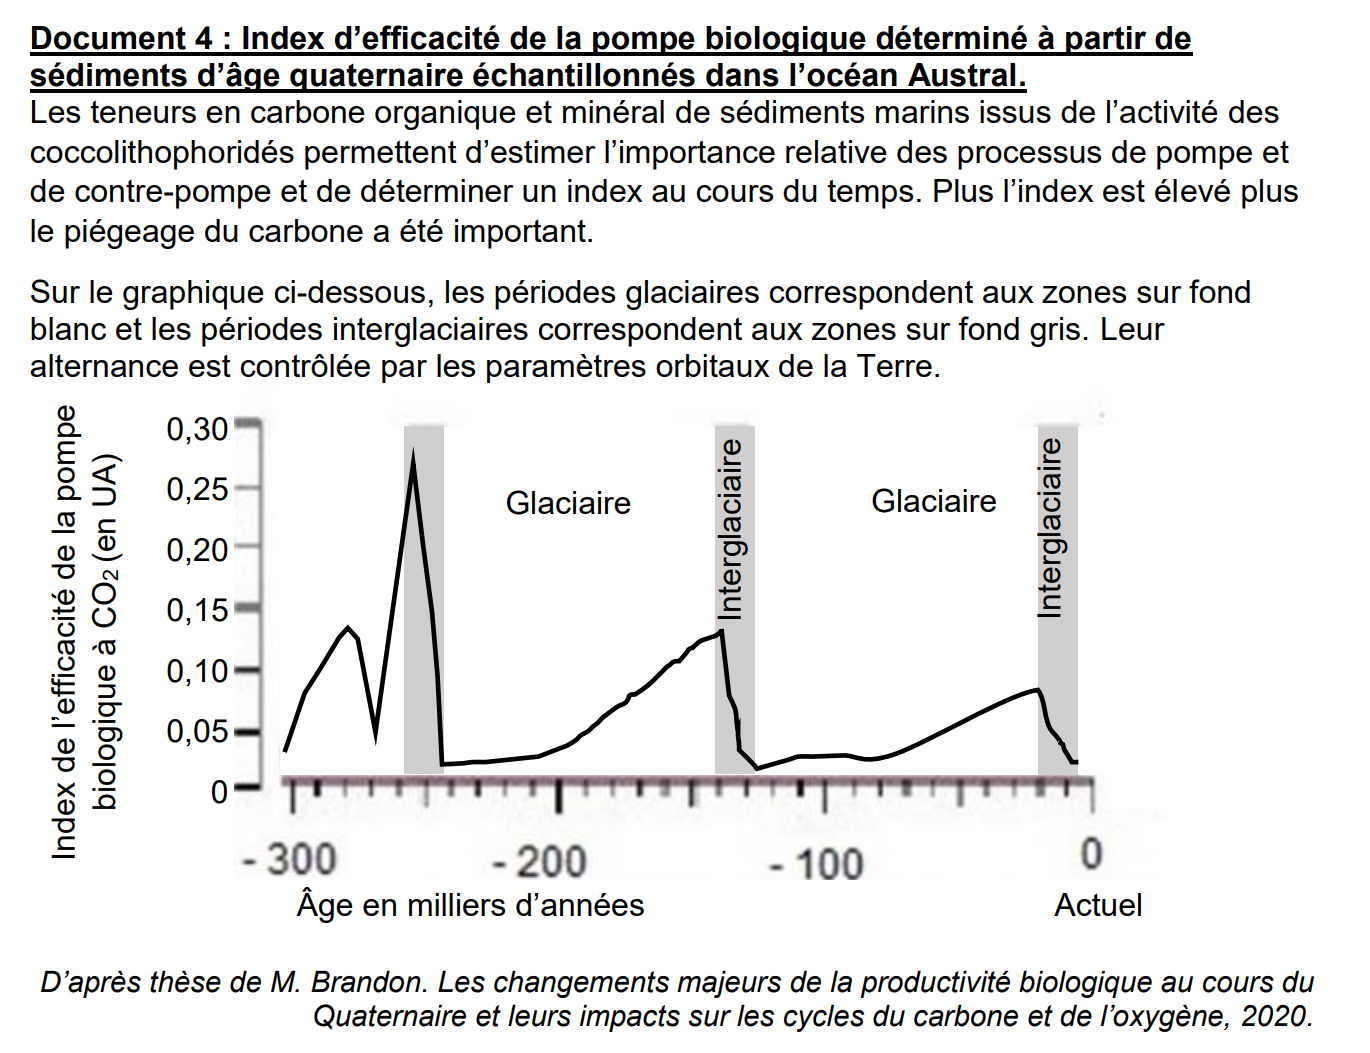 Document 4 : Index d’efficacité de la pompe biologique déterminé à partir de
sédiments d’âge quaternaire échantillonnés dans l’océan Austral.
Les teneurs en carbone organique et minéral de sédiments marins issus de l’activité des
coccolithophoridés permettent d’estimer l’importance relative des processus de pompe et
de contre-pompe et de déterminer un index au cours du temps. Plus l’index est élevé plus
le piégeage du carbone a été important.
Sur le graphique ci-dessous, les périodes glaciaires correspondent aux zones sur fond
blanc et les périodes interglaciaires correspondent aux zones sur fond gris. Leur
alternance est contrôlée par les paramètres orbitaux de la Terre.
Index de l’efficacité de la pompe
biologique à CO₂ (en UA)
0,30
0,25
0,20
0,15
0,10
0,05
0
Glaciaire
Interglaciaire
Glaciaire
Interglaciaire
- 300
- 200
- 100
0
Âge en milliers d’années
Actuel
D’après thèse de M. Brandon. Les changements majeurs de la productivité biologique au cours du
Quaternaire et leurs impacts sur les cycles du carbone et de l’oxygène, 2020.